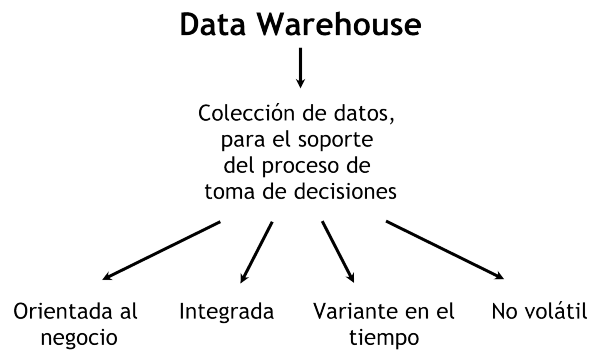 Data Warehouse
Colección de datos,
para el soporte
del proceso de
toma de decisiones
Orientada al
negocio
Integrada
Variante en el
tiempo
No volátil